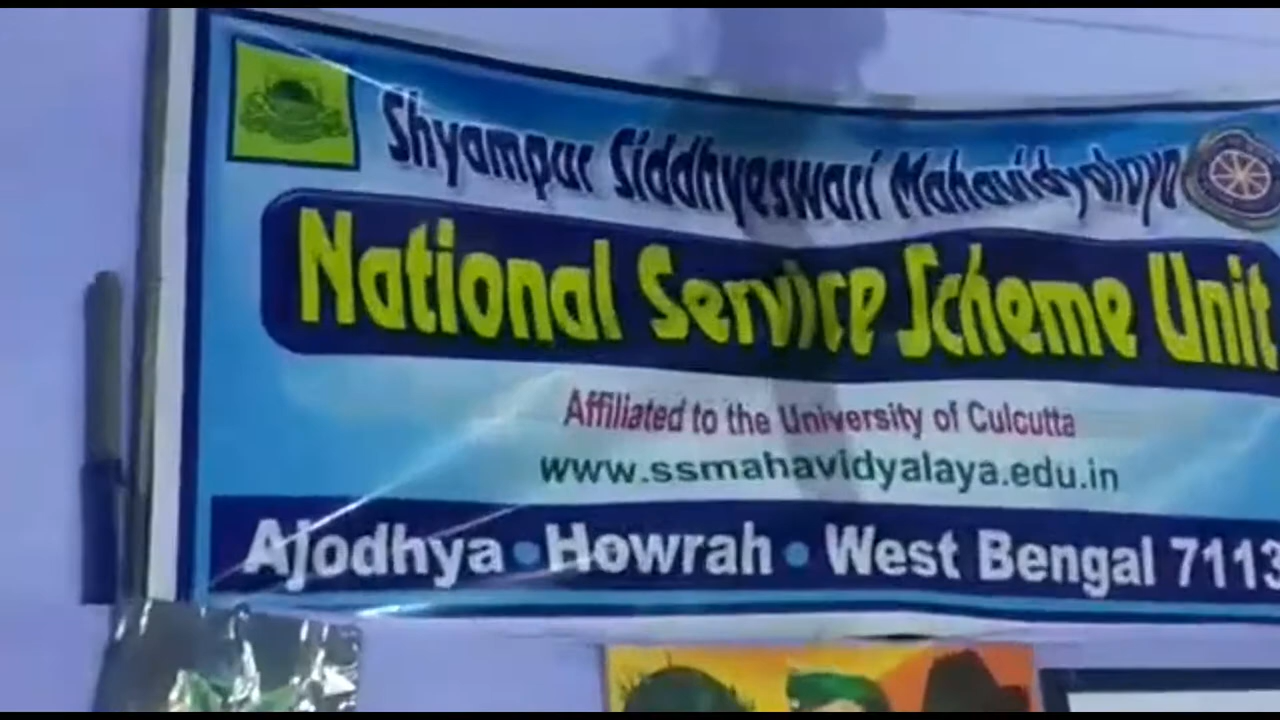 Shyampur Siddhyeswari Mahavidyalaya
National Service Scheme Unit
Affiliated to the University of Culcutta
www.ssmahavidyalaya.edu.in
Ajodhya • Howrah • West Bengal 7113